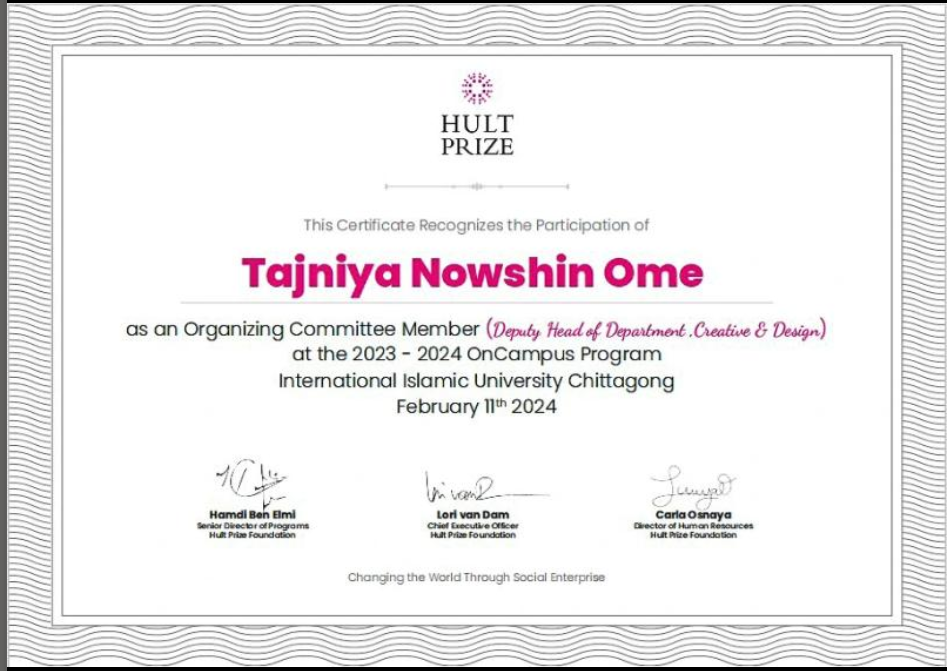 HULT
PRIZE
This Certificate Recognizes the Participation of
Tajniya Nowshin Ome
as an Organizing Committee Member (Deputy Head of Department .Creative & Design)
at the 2023 - 2024 OnCampus Program
International Islamic University Chittagong
February 11th 2024
Hamdi Ben Elmi
Senior Director of Programs
Hult Prize Foundation
Lori van Dam
Chief Executive Officer
Hult Prize Foundation
Carla Osnaya
Director of Human Resources
Hult Prize Foundation
Changing the World Through Social Enterprise